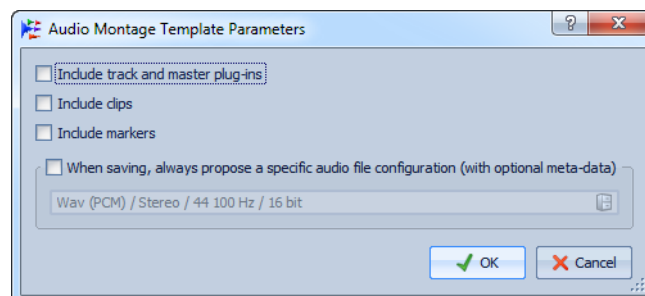 Audio Montage Template Parameters
Include track and master plug-ins
Include clips
Include markers
When saving, always propose a specific audio file configuration (with optional meta-data)
Wav (PCM) / Stereo / 44 100 Hz / 16 bit
OK
Cancel